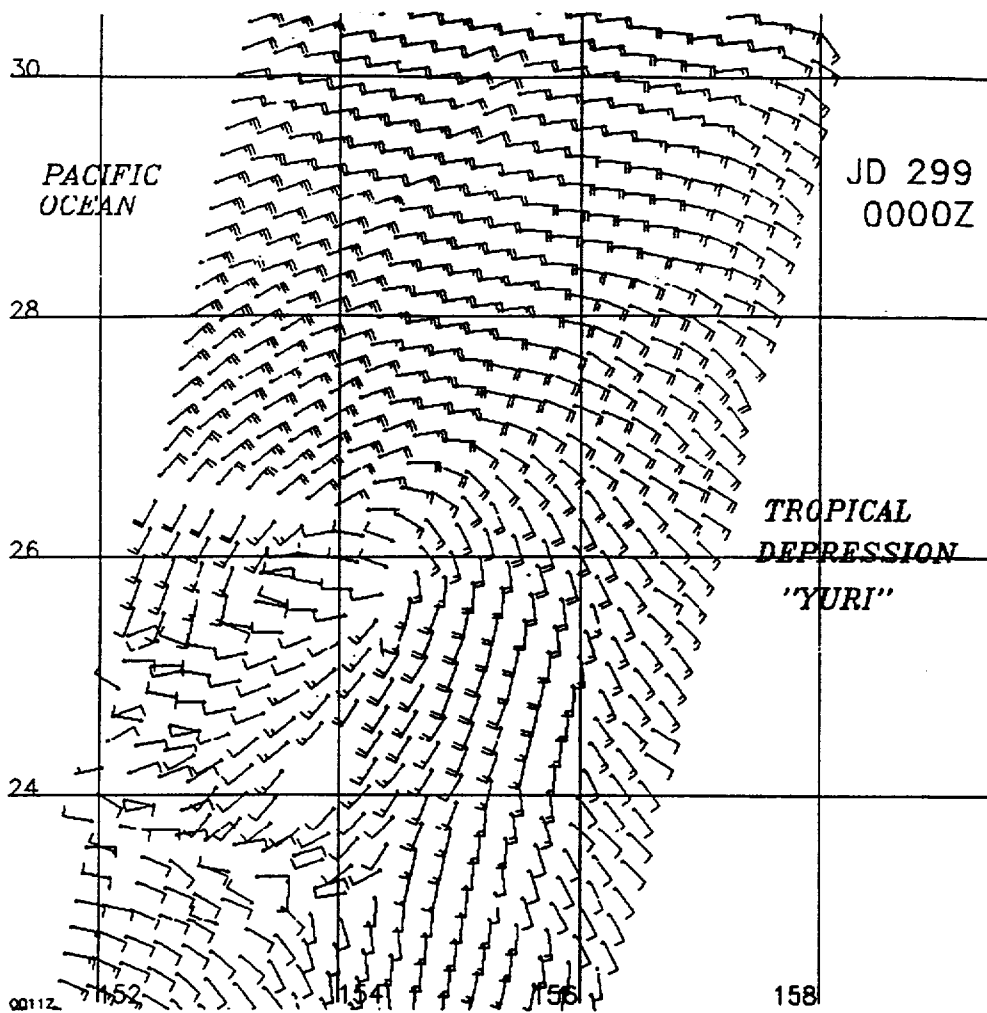 30
PACIFIC
OCEAN
JD 299
0000Z
28
TROPICAL
DEPRESSION
"YURI"
26
24
152
154
156
158
0011Z